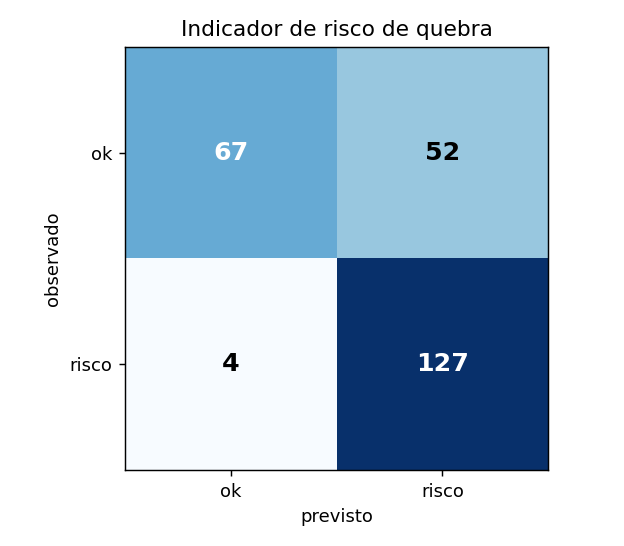 Indicador de risco de quebra
ok
67
52
observado
risco
4
127
ok
risco
previsto